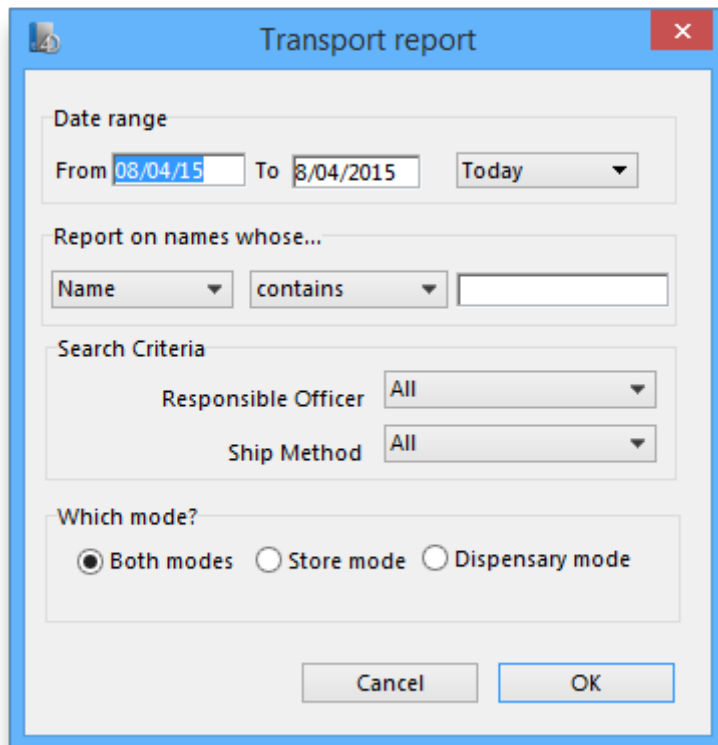 Transport report
Date range
From 08/04/15 To 8/04/2015 Today
Report on names whose...
Name contains
Search Criteria
Responsible Officer All
Ship Method All
Which mode?
Both modes Store mode Dispensary mode
Cancel OK